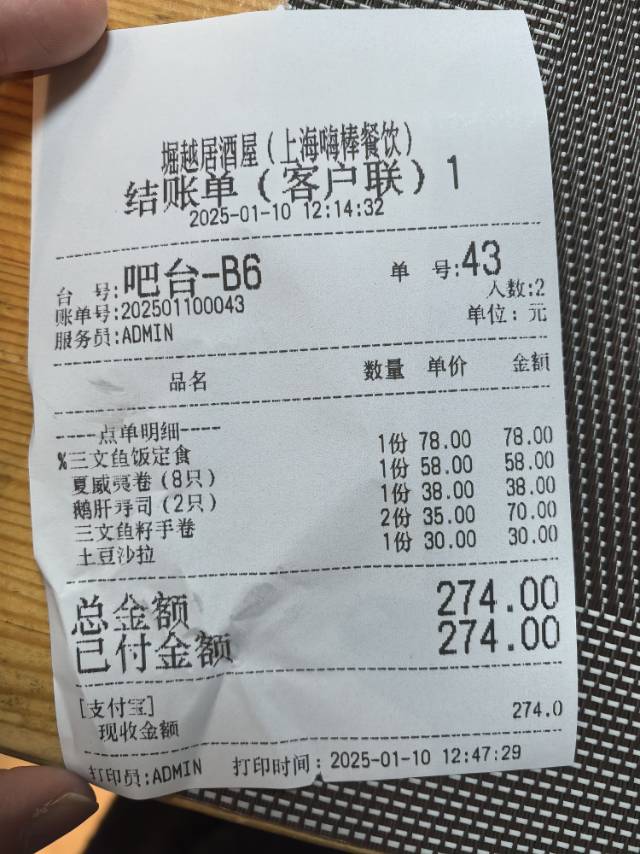 堀越居酒屋(上海嗨棒餐饮)
结账单(客户联) 1
2025-01-10 12:14:32
台 号:吧台-B6 单 号:43
账单号:202501100043 人数:2
服务员:ADMIN 单位: 元
品名 数量 单价 金额
----点单明细----
%三文鱼饭定食 1份 78.00 78.00
夏威夷卷(8只) 1份 58.00 58.00
鹅肝寿司(2只) 1份 38.00 38.00
三文鱼籽手卷 2份 35.00 70.00
土豆沙拉 1份 30.00 30.00
总金额 274.00
已付金额 274.00
[支付宝] 274.0
现收金额
打印员:ADMIN 打印时间: 2025-01-10 12:47:29